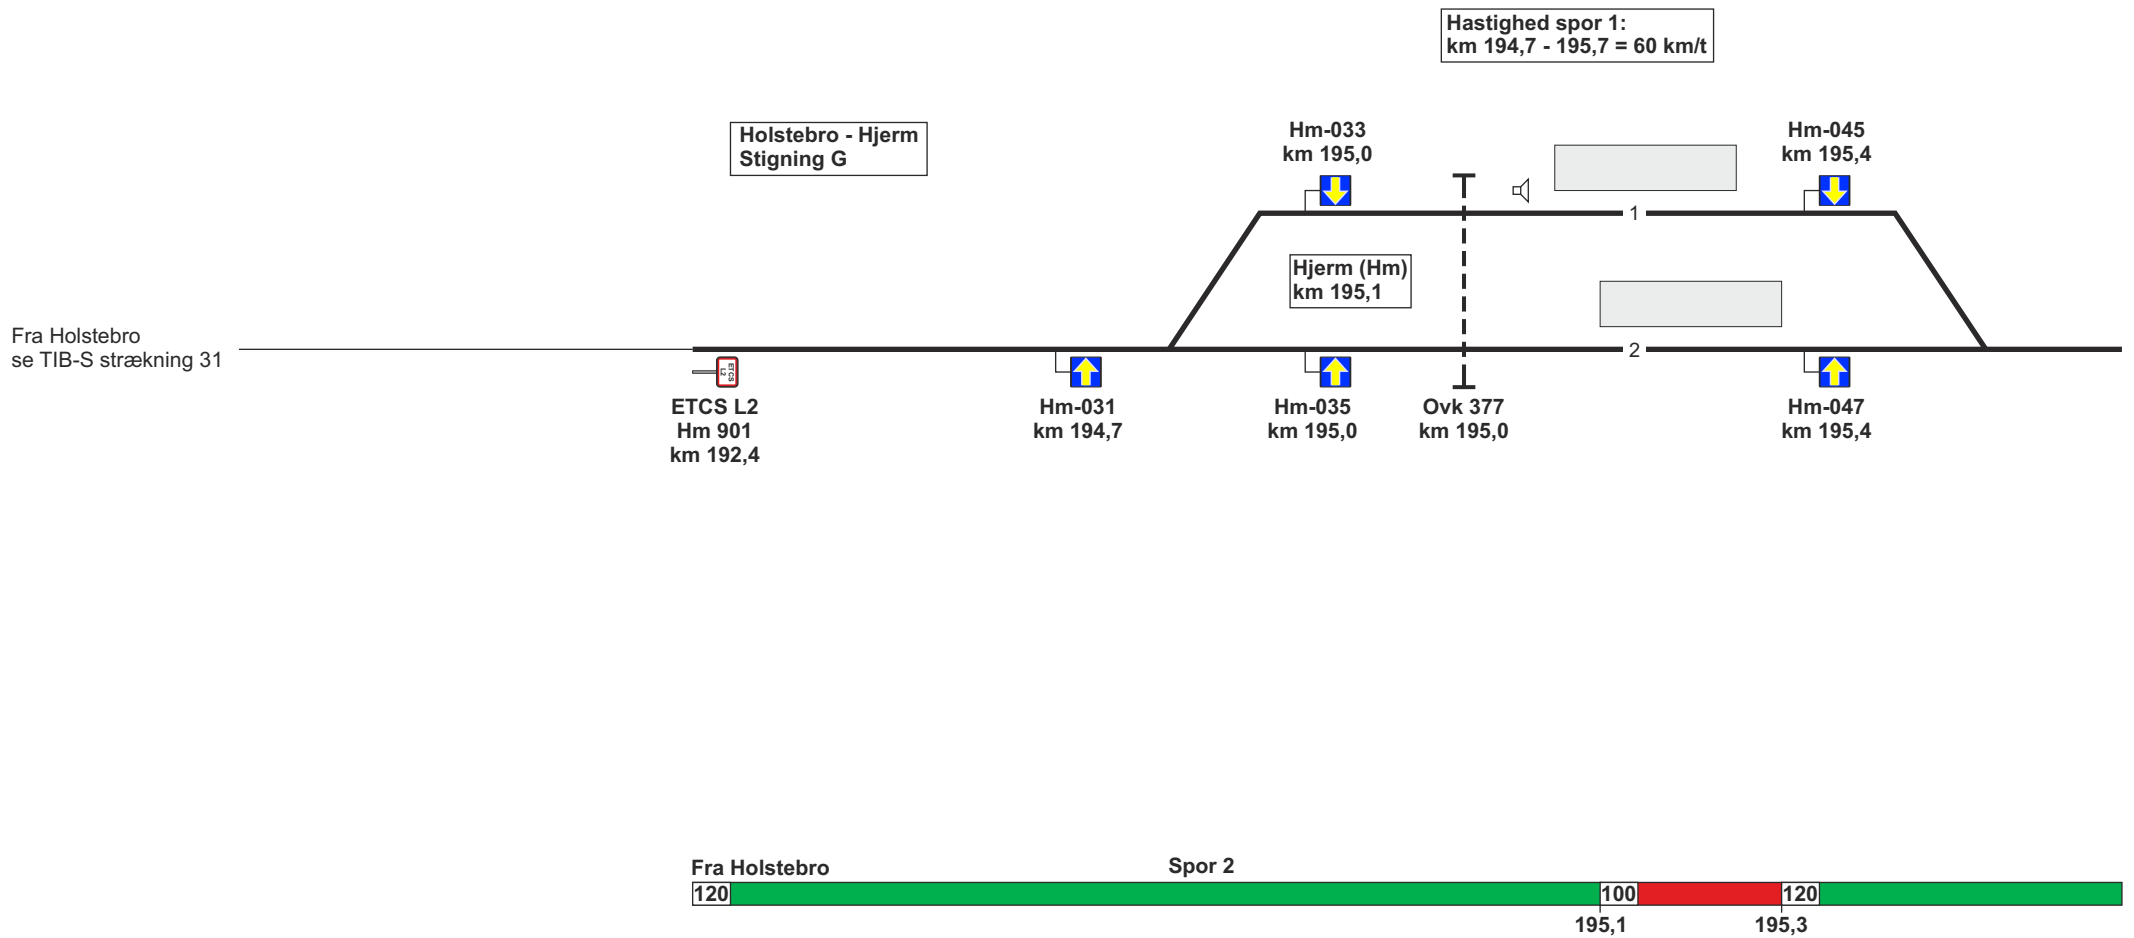 Hastighed spor 1:
km 194,7 - 195,7 = 60 km/t
Holstebro - Hjerm
Stigning G
Hm-033
km 195,0
Hm-045
km 195,4
1
Hjerm (Hm)
km 195,1
Fra Holstebro
se TIB-S strækning 31
2
ETCS
L2
ETCS L2
Hm 901
km 192,4
Hm-031
km 194,7
Hm-035
km 195,0
Ovk 377
km 195,0
Hm-047
km 195,4
Fra Holstebro
Spor 2
120
100
120
195,1
195,3